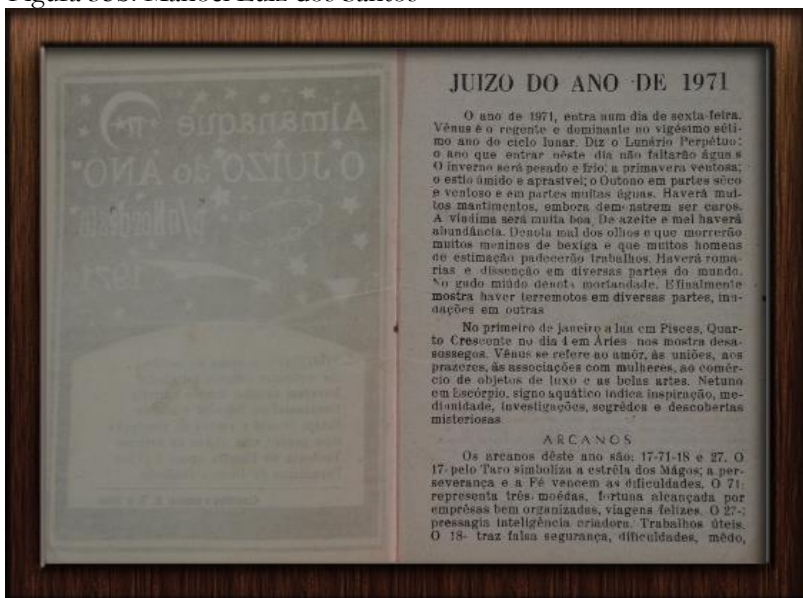 Figura 53B. Manoel Luiz dos Santos
Almanaque
O JUÍZO do ANO
1971
JUIZO DO ANO DE 1971
O ano de 1971, entra num dia de sexta-feira.
Vênus é o regente e dominante no vigésimo séti-
mo ano do ciclo lunar. Diz o Lunário Perpétuo:
o ano que entrar nêste dia não faltarão águas
O inverno será pesado e frio; a primavera ventosa;
o estio úmido e aprasivel; o Outono em partes sêco
e ventoso e em partes muitas águas. Haverá mui-
tos mantimentos, embora demonstrem ser caros.
A vindima será muita boa. De azeite e mel haverá
abundância. Denota mal dos olhos e que morrerão
muitos meninos de bexiga e que muitos homens
de estimação padecerão trabalhos. Haverá roma-
rias e dissenção em diversas partes do mundo.
No gado miúdo denota mortandade. E finalmente
mostra haver terremotos em diversas partes, inu-
dações em outras
No primeiro de janeiro a lua em Pisces, Quar-
to Crescente no dia 4 em Áries nos mostra desa-
sossegos. Vênus se refere ao amôr, às uniões, aos
prazeres, às associações com mulheres, ao comér-
cio de objetos de luxo e as belas artes. Netuno
em Escórpio, signo aquático indica inspiração, me-
diunidade, investigações, segrêdos e descobertas
misteriosas
ARCANOS
Os arcanos dêste ano são: 17-71-18 e 27. O
17- pelo Taro simboliza a estrêla dos Mágos; a per-
severança e a Fé vencem as dificuldades. O 71;
representa três moédas, fortuna alcançada por
emprêsas bem organizadas, viagens felizes. O 27-;
pressagia inteligência criadora. Trabalhos úteis.
O 18- traz falsa segurança, dificuldades, mêdo,